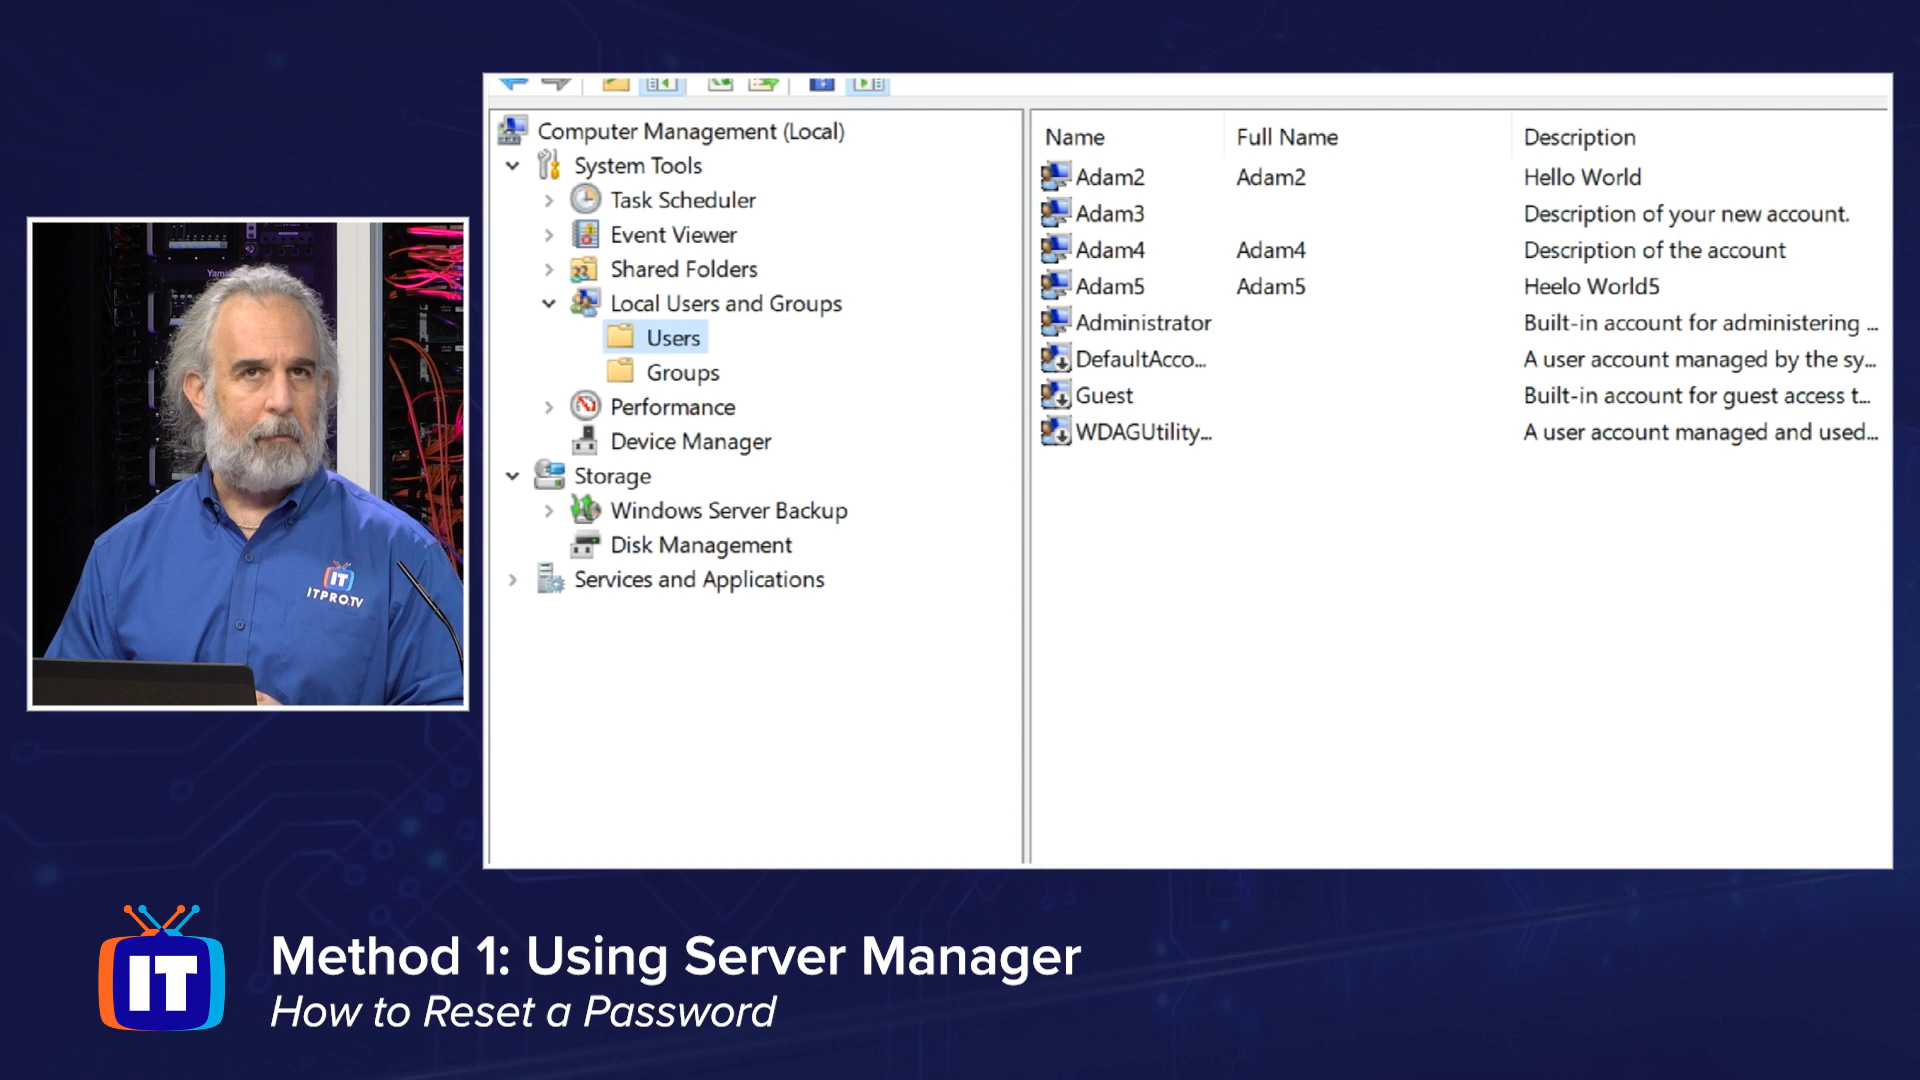 Computer Management (Local)
System Tools
Task Scheduler
Event Viewer
Shared Folders
Local Users and Groups
Users
Groups
Performance
Device Manager
Storage
Windows Server Backup
Disk Management
Services and Applications
Name Full Name Description
Adam2 Adam2 Hello World
Adam3 Description of your new account.
Adam4 Adam4 Description of the account
Adam5 Adam5 Heelo World5
Administrator Built-in account for administering ...
DefaultAcco... A user account managed by the sy...
Guest Built-in account for guest access t...
WDAGUtility... A user account managed and used...
IT
ITPRO.TV
IT
Method 1: Using Server Manager
How to Reset a Password